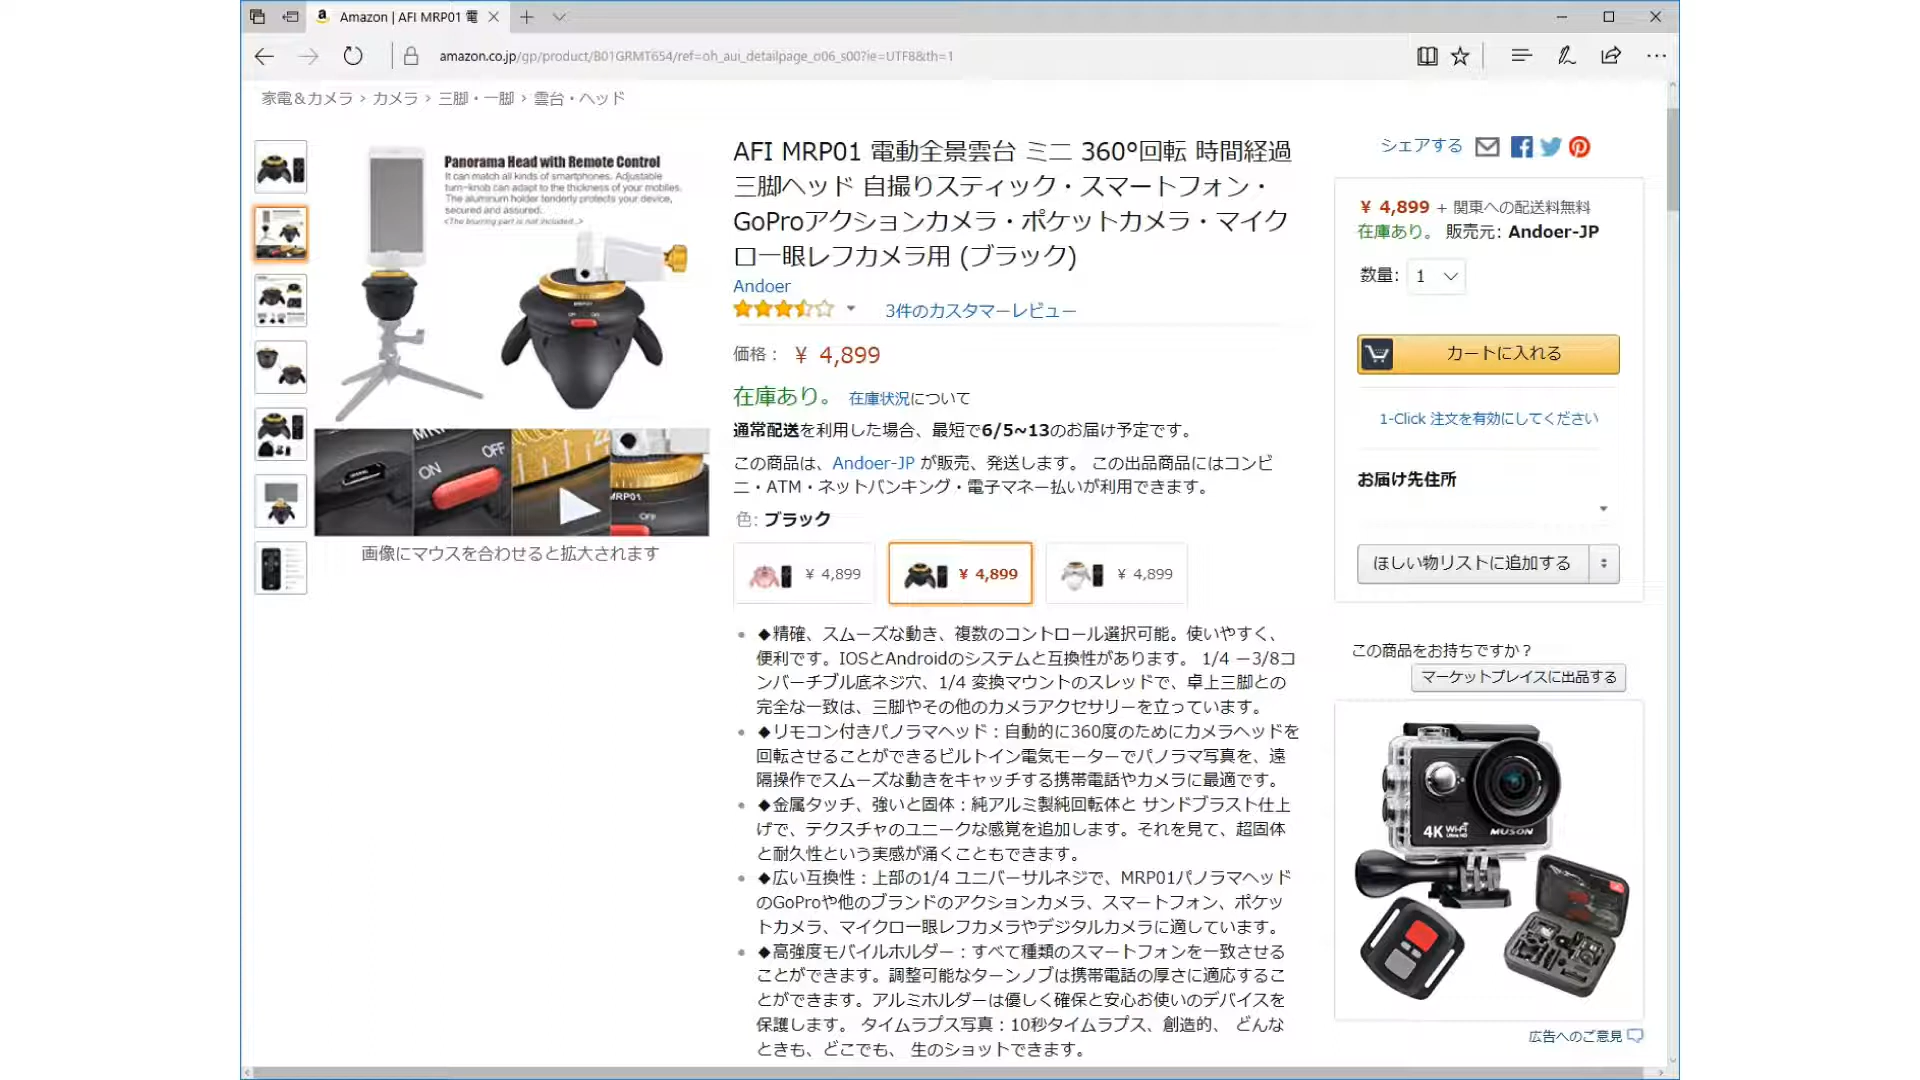 Amazon | AFI MRP01 電
amazon.co.jp/gp/product/B01GRMT654/ref=oh_aui_detailpage_o06_s00?ie=UTF8&th=1
家電＆カメラ › カメラ › 三脚・一脚 › 雲台・ヘッド
Panorama Head with Remote Control
It can match all kinds of smartphones. Adjustable
turn-knob can adapt to the thickness of your mobiles.
The alumnum holder tenderly protects your device,
secured and assured.
<The tourring part is not included...>
MRP01
ON
OFF
MRP01
OFF
画像にマウスを合わせると拡大されます
AFI MRP01 電動全景雲台 ミニ 360°回転 時間経過
三脚ヘッド 自撮りスティック・スマートフォン・
GoProアクションカメラ・ポケットカメラ・マイク
ロ一眼レフカメラ用 (ブラック)
Andoer
3件のカスタマーレビュー
価格： ￥ 4,899
在庫あり。 在庫状況について
通常配送を利用した場合、最短で6/5~13のお届け予定です。
この商品は、Andoer-JP が販売、発送します。 この出品商品にはコンビ
ニ・ATM・ネットバンキング・電子マネー払いが利用できます。
色: ブラック
￥ 4,899
￥ 4,899
￥ 4,899
◆精確、スムーズな動き、複数のコントロール選択可能。使いやすく、
便利です。IOSとAndroidのシステムと互換性があります。 1/4 －3/8コ
ンバーチブル底ネジ穴、1/4 変換マウントのスレッドで、卓上三脚との
完全な一致は、三脚やその他のカメラアクセサリーを立っています。
◆リモコン付きパノラマヘッド：自動的に360度のためにカメラヘッドを
回転させることができるビルトイン電気モーターでパノラマ写真を、遠
隔操作でスムーズな動きをキャッチする携帯電話やカメラに最適です。
◆金属タッチ、強いと固体：純アルミ製純回転体と サンドブラスト仕上
げで、テクスチャのユニークな感覚を追加します。それを見て、超固体
と耐久性という実感が涌くこともできます。
◆広い互換性：上部の1/4 ユニバーサルネジで、MRP01パノラマヘッド
のGoProや他のブランドのアクションカメラ、スマートフォン、ポケッ
トカメラ、マイクロ一眼レフカメラやデジタルカメラに適しています。
◆高強度モバイルホルダー：すべて種類のスマートフォンを一致させる
ことができます。調整可能なターンノブは携帯電話の厚さに適応するこ
とができます。アルミホルダーは優しく確保と安心お使いのデバイスを
保護します。 タイムラプス写真：10秒タイムラプス、創造的、 どんな
ときも、どこでも、 生のショットできます。
シェアする
￥ 4,899 + 関東への配送料無料
在庫あり。 販売元: Andoer-JP
数量: 1
カートに入れる
1-Click 注文を有効にしてください
お届け先住所
ほしい物リストに追加する
この商品をお持ちですか？
マーケットプレイスに出品する
4K Wi-Fi
Ultra HD
MUSON
広告へのご意見